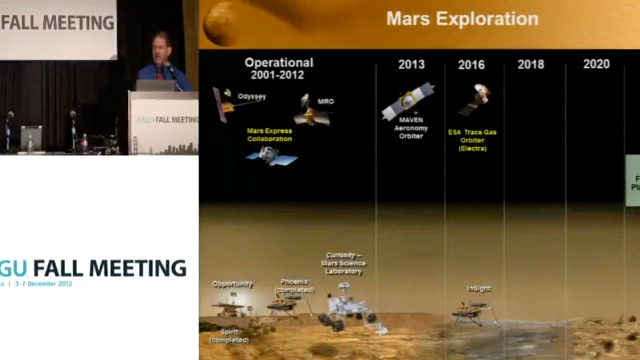 FALL MEETING
AGU FALL MEETING
GU FALL MEETING
3-7 December 2012
Mars Exploration
Operational
2001-2012
2013
2016
2018
2020
Odyssey
MRO
Mars Express
Collaboration
MAVEN
Aeronomy
Orbiter
ESA Trace Gas
Orbiter
(Electra)
Curiosity –
Mars Science
Laboratory
Opportunity
Phoenix
(completed)
InSight
Spirit
(completed)